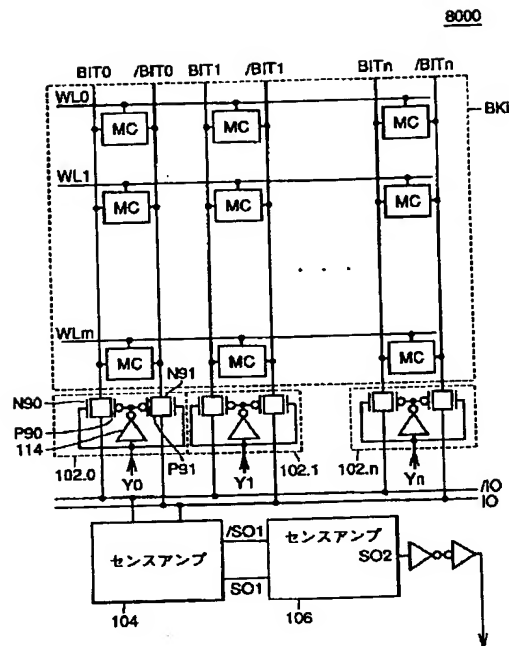 8000
BIT0 /BIT0 BIT1 /BIT1 BITn /BITn
WL0
BKi
MC MC MC
WL1
MC MC MC
. . . .
WLm
MC MC MC
N90 N91
P90 P91
114
102.0 102.1 102.n
Y0 Y1 Yn
/IO
IO
センスアンプ /SO1 センスアンプ SO2
SO1
104 106